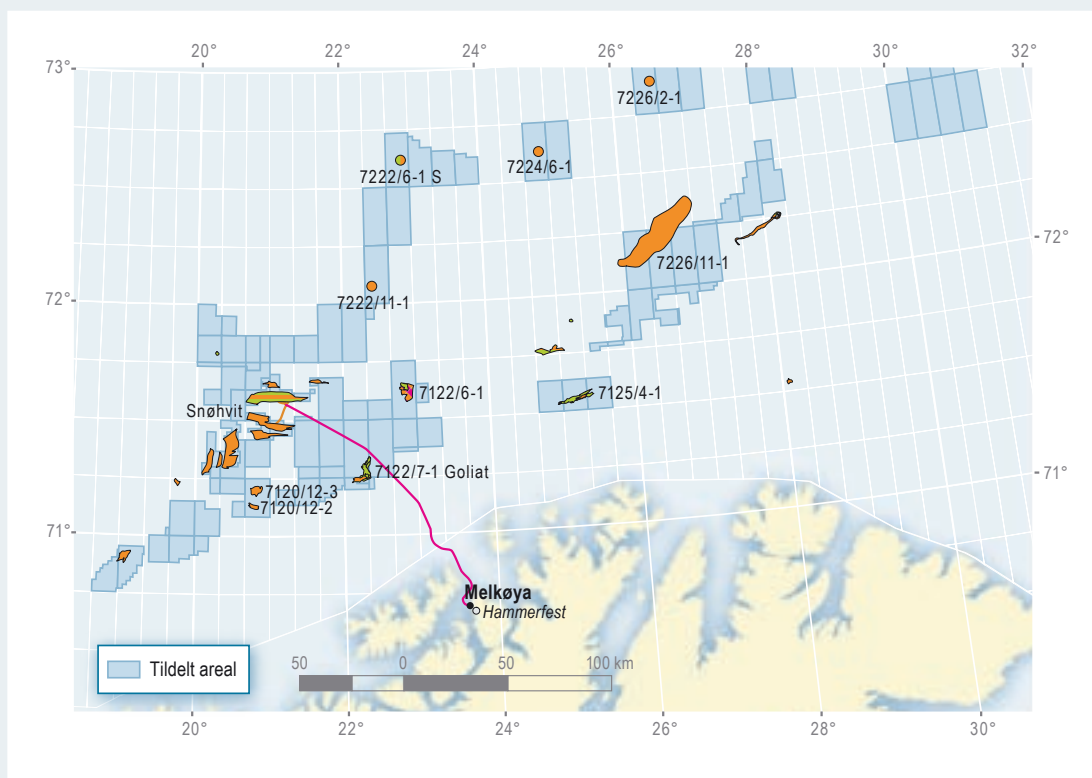 20° 22° 24° 26° 28° 30° 32°
73°
7226/2-1
7224/6-1
7222/6-1 S
72°
7226/11-1
7222/11-1
72°
7122/6-1
7125/4-1
Snøhvit
7122/7-1 Goliat
71°
7120/12-3
7120/12-2
71°
Melkøya
Hammerfest
Tildelt areal
50 0 50 100 km
20° 22° 24° 26° 28° 30°